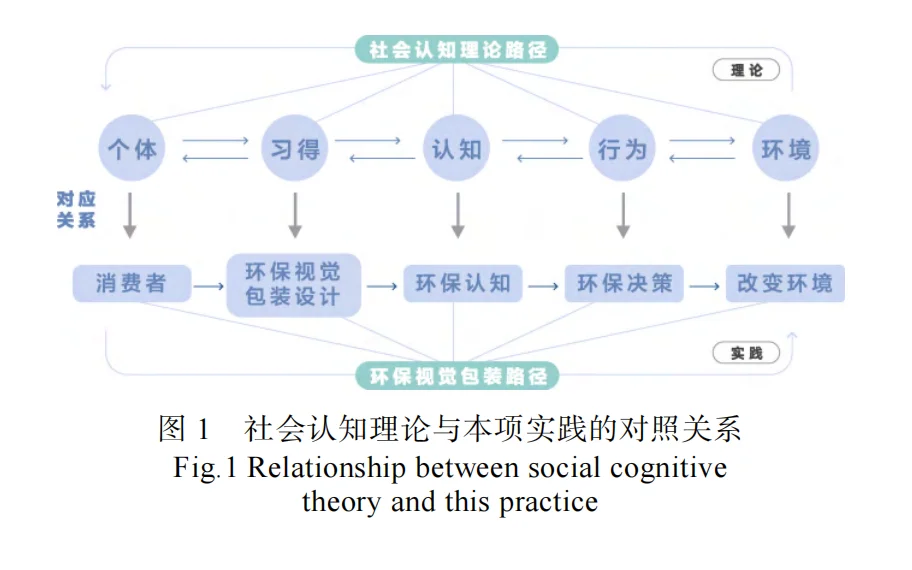 社会认知理论路径
理论
个体
习得
认知
行为
环境
对应
关系
消费者
环保视觉
包装设计
环保认知
环保决策
改变环境
实践
环保视觉包装路径
图 1 社会认知理论与本项实践的对照关系
Fig.1 Relationship between social cognitive
theory and this practice